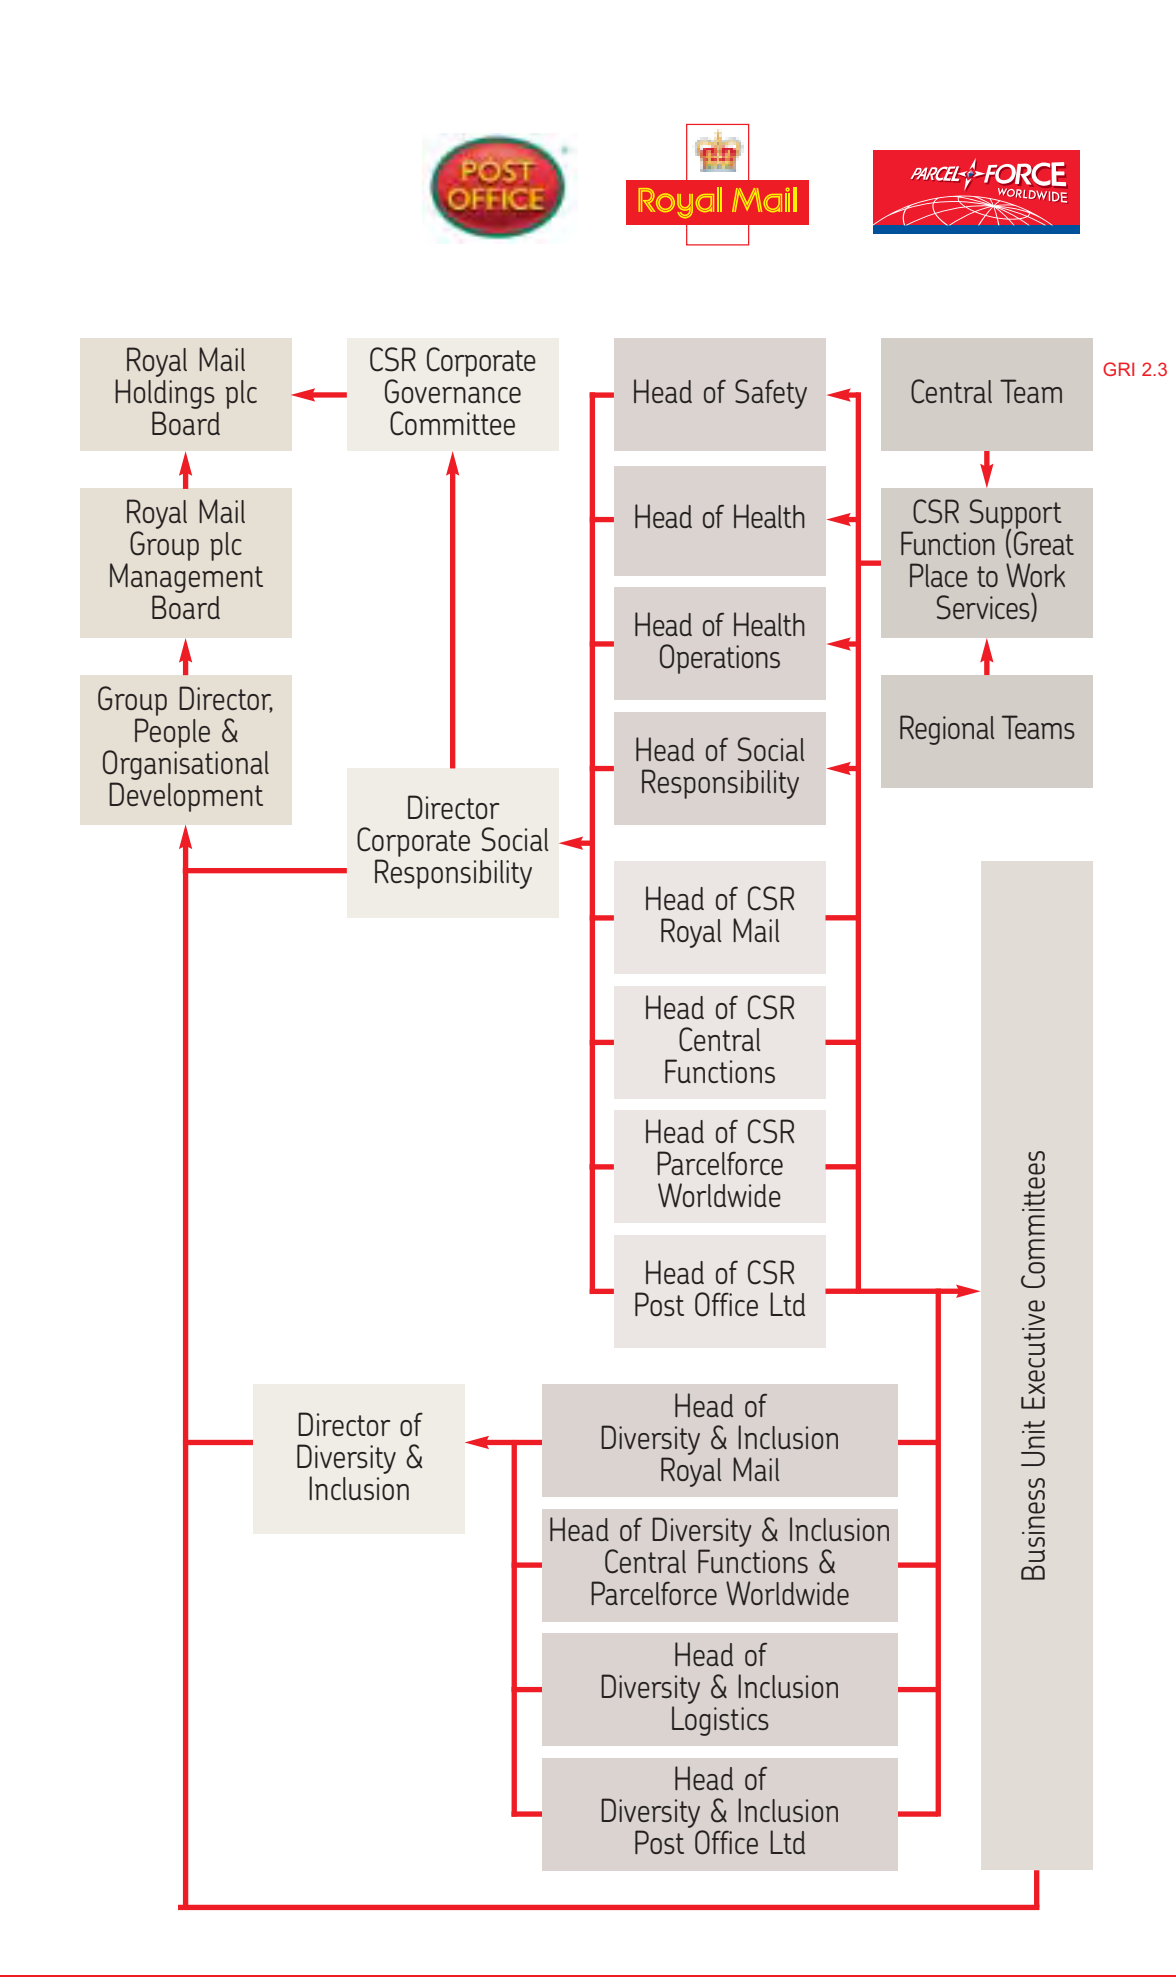 POST
OFFICE
Royal Mail
PARCEL FORCE
WORLDWIDE
GRI 2.3
Royal Mail
Holdings plc
Board
CSR Corporate
Governance
Committee
Head of Safety
Central Team
Royal Mail
Group plc
Management
Board
Head of Health
CSR Support
Function (Great
Place to Work
Services)
Head of Health
Operations
Group Director,
People &
Organisational
Development
Regional Teams
Head of Social
Responsibility
Director
Corporate Social
Responsibility
Head of CSR
Royal Mail
Head of CSR
Central
Functions
Head of CSR
Parcelforce
Worldwide
Head of CSR
Post Office Ltd
Business Unit Executive Committees
Director of
Diversity &
Inclusion
Head of
Diversity & Inclusion
Royal Mail
Head of Diversity & Inclusion
Central Functions &
Parcelforce Worldwide
Head of
Diversity & Inclusion
Logistics
Head of
Diversity & Inclusion
Post Office Ltd